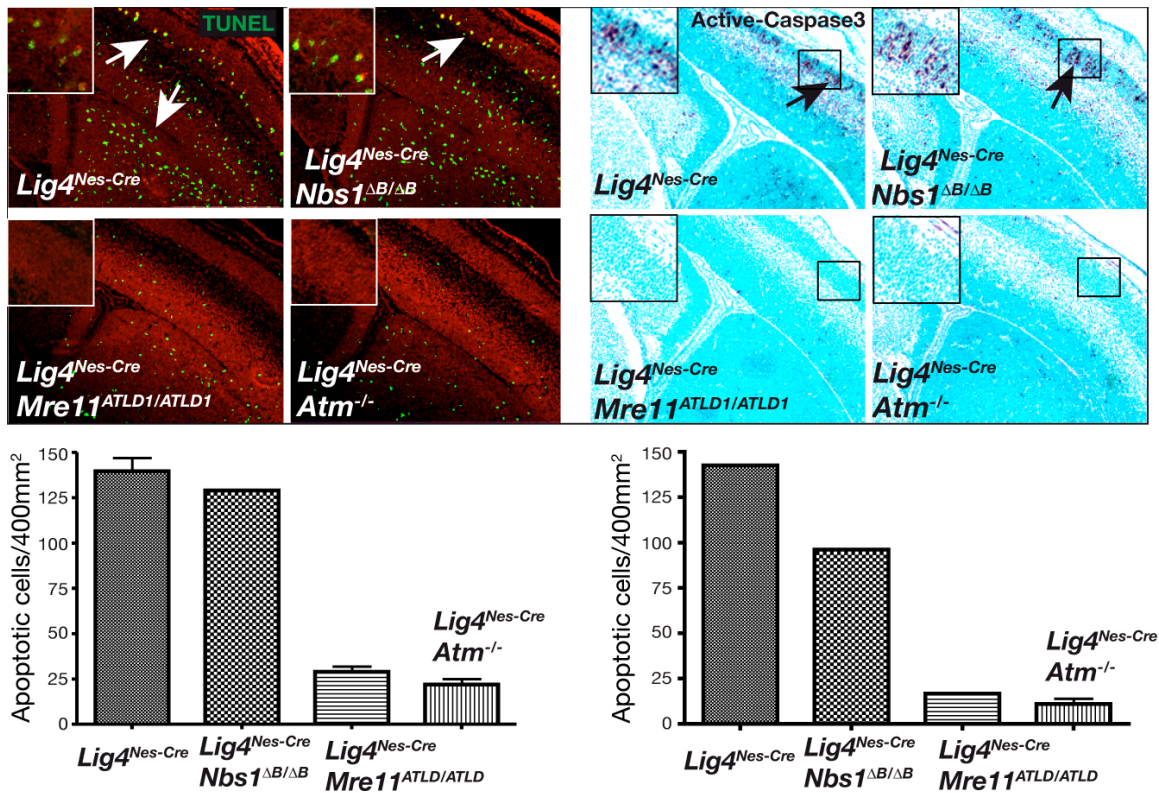 TUNEL
Lig4Nes-Cre
Lig4Nes-Cre
Nbs1ΔB/ΔB
Active-Caspase3
Lig4Nes-Cre
Lig4Nes-Cre
Nbs1ΔB/ΔB
Lig4Nes-Cre
Mre11ATLD1/ATLD1
Lig4Nes-Cre
Atm-/-
Lig4Nes-Cre
Mre11ATLD1/ATLD1
Lig4Nes-Cre
Atm-/-
Apoptotic cells/400mm2
150
125
100
75
50
25
0
Lig4Nes-Cre
Atm-/-
Lig4Nes-Cre
Lig4Nes-Cre
Nbs1ΔB/ΔB
Lig4Nes-Cre
Mre11ATLD/ATLD
Apoptotic cells/400mm2
150
125
100
75
50
25
0
Lig4Nes-Cre
Atm-/-
Lig4Nes-Cre
Lig4Nes-Cre
Nbs1ΔB/ΔB
Lig4Nes-Cre
Mre11ATLD/ATLD